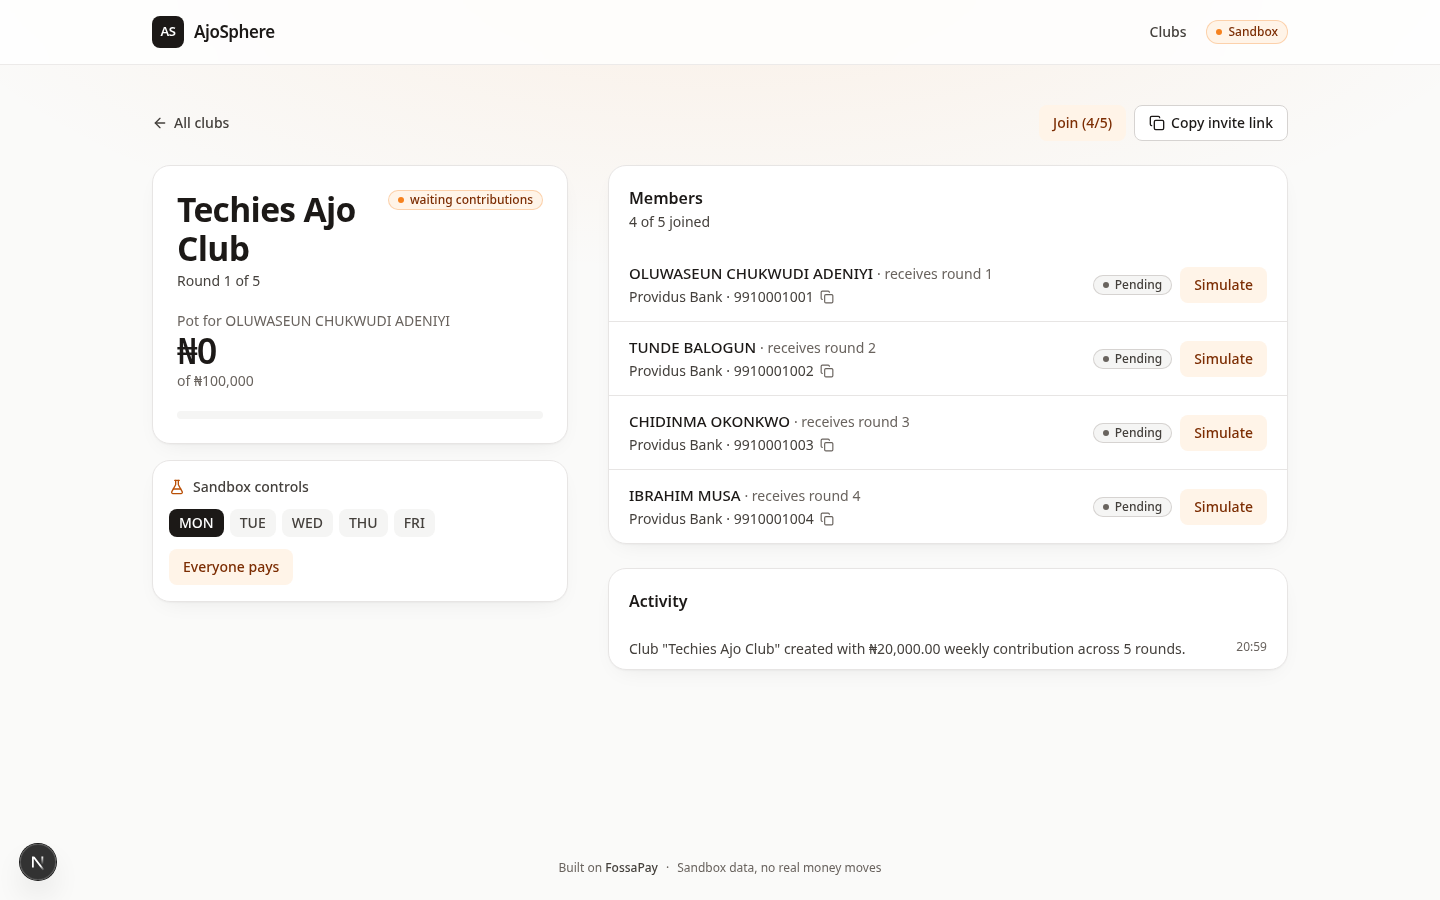 AS AjoSphere
Clubs
Sandbox
All clubs
Join (4/5)
Copy invite link
Techies Ajo
Club
waiting contributions
Round 1 of 5
Pot for OLUWASEUN CHUKWUDI ADENIYI
₦0
of ₦100,000
Sandbox controls
MON TUE WED THU FRI
Everyone pays
Members
4 of 5 joined
OLUWASEUN CHUKWUDI ADENIYI · receives round 1
Providus Bank · 9910001001
Pending
Simulate
TUNDE BALOGUN · receives round 2
Providus Bank · 9910001002
Pending
Simulate
CHIDINMA OKONKWO · receives round 3
Providus Bank · 9910001003
Pending
Simulate
IBRAHIM MUSA · receives round 4
Providus Bank · 9910001004
Pending
Simulate
Activity
Club "Techies Ajo Club" created with ₦20,000.00 weekly contribution across 5 rounds.
20:59
N
Built on FossaPay · Sandbox data, no real money moves